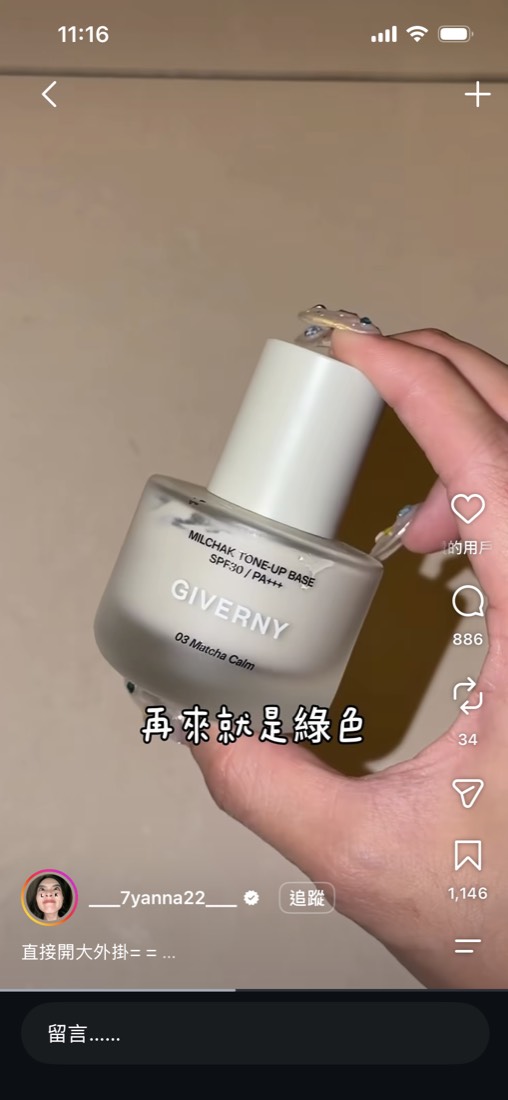 11:16
MILCHAK TONE-UP BASE
SPF30 / PA+++
GIVERNY
03 Matcha Calm
再來就是綠色
的用戶
886
34
1,146
___7yanna22___
追蹤
直接開大外掛= = ...
留言......